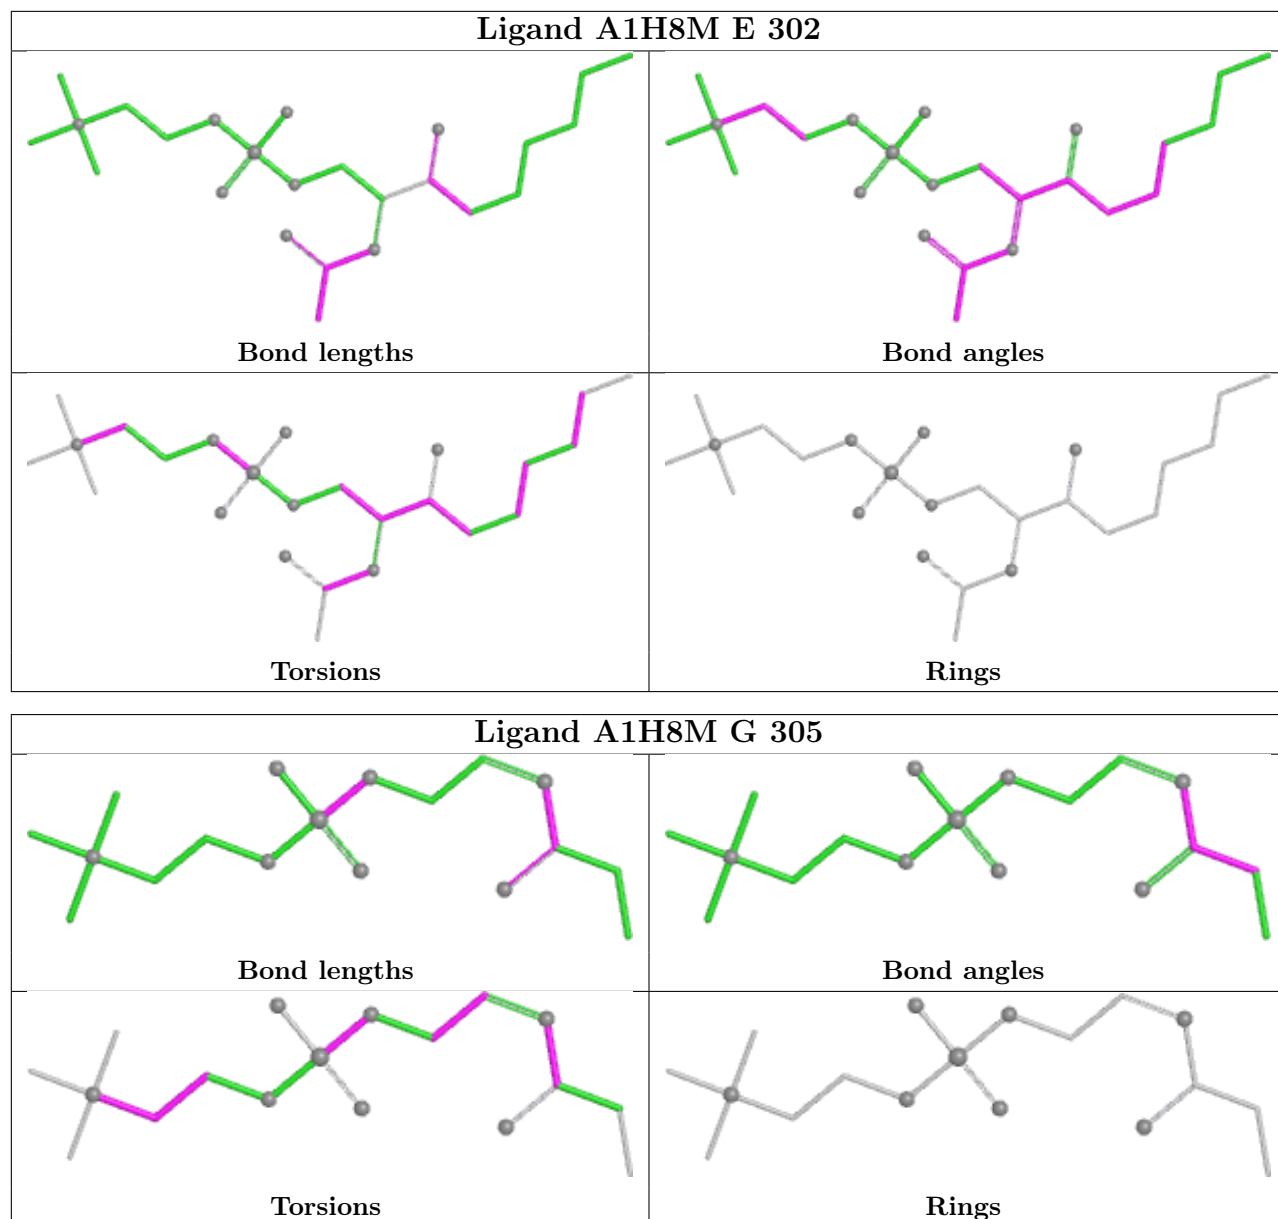 Ligand A1H8M E 302
Bond lengths
Bond angles
Torsions
Rings
Ligand A1H8M G 305
Bond lengths
Bond angles
Torsions
Rings